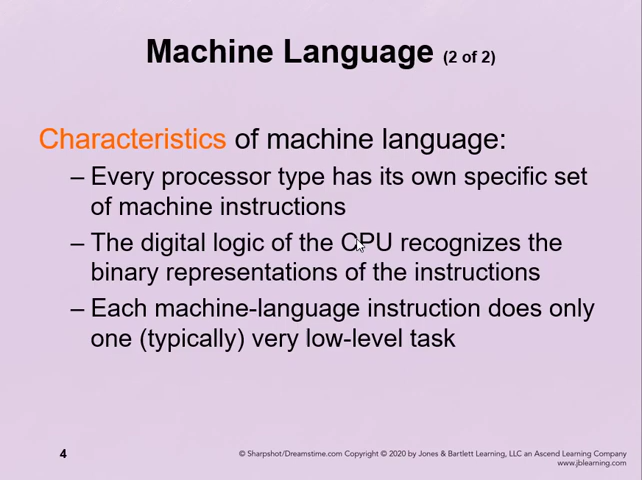 Machine Language (2 of 2)
Characteristics of machine language:
– Every processor type has its own specific set
of machine instructions
– The digital logic of the CPU recognizes the
binary representations of the instructions
– Each machine-language instruction does only
one (typically) very low-level task
4
© Sharpshot/Dreamstime.com Copyright © 2020 by Jones & Bartlett Learning, LLC an Ascend Learning Company
www.jblearning.com